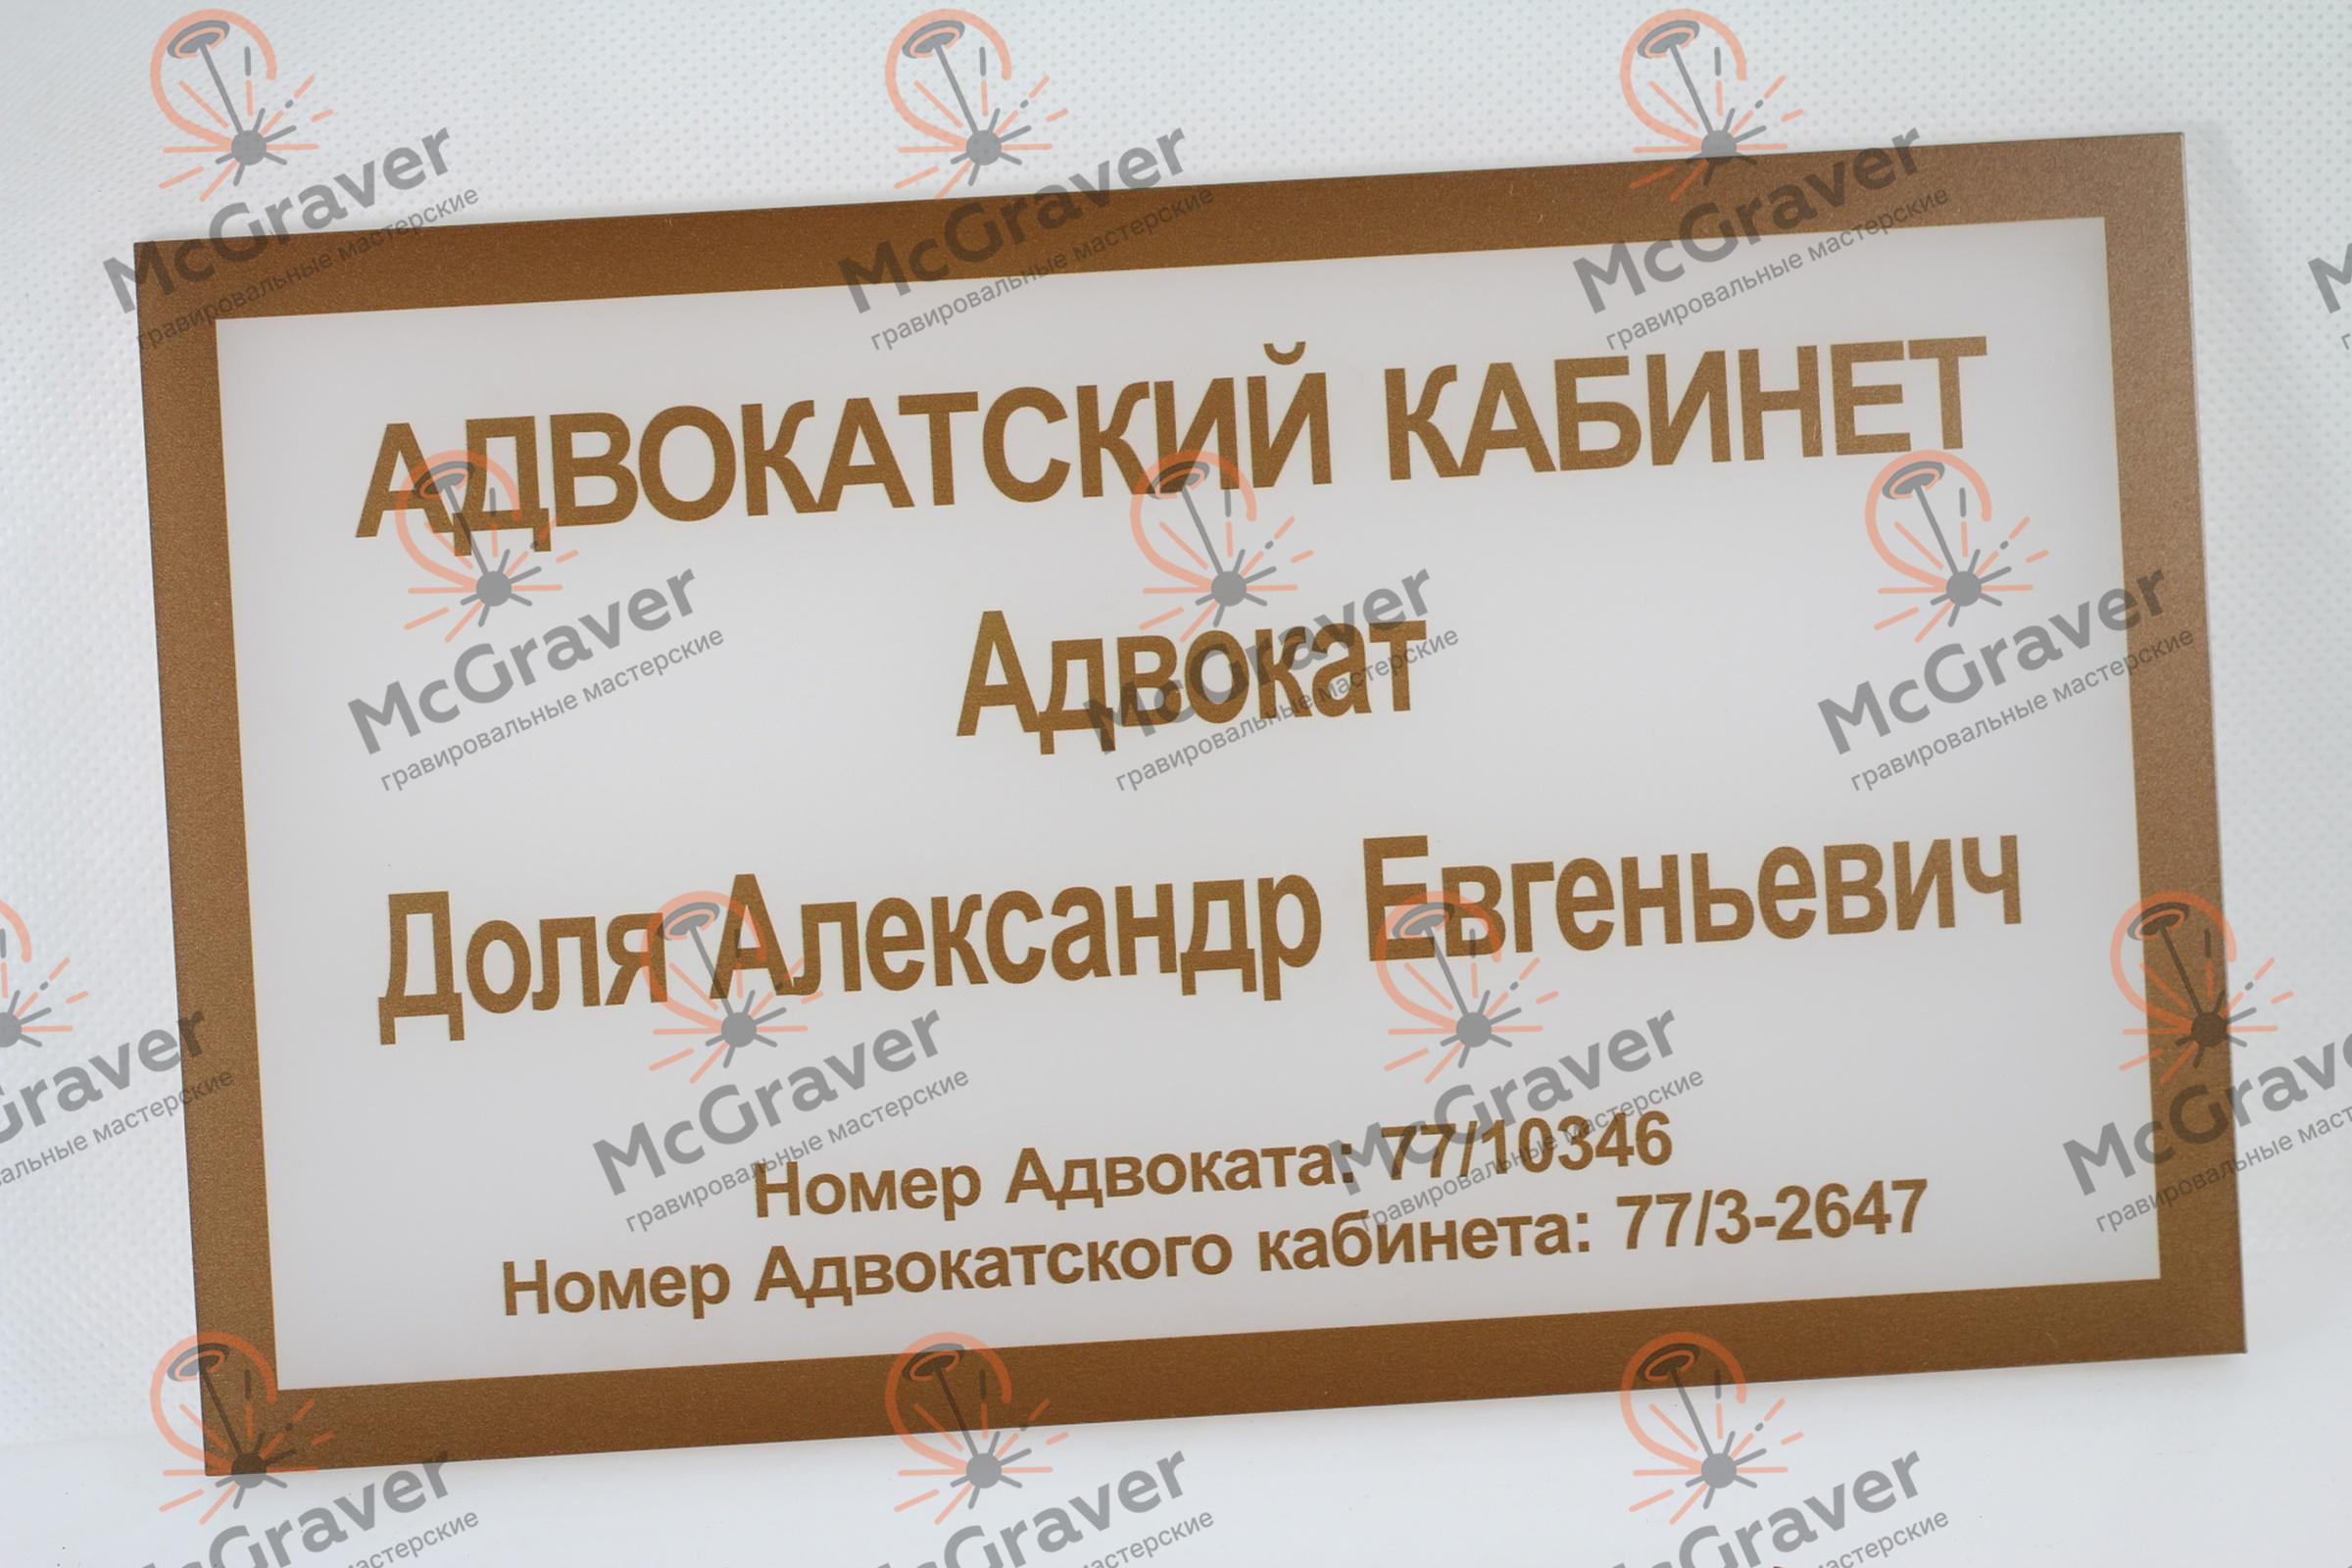 АДВОКАТСКИЙ КАБИНЕТ
Адвокат
Доля Александр Евгеньевич
Номер Адвоката: 77/10346
Номер Адвокатского кабинета: 77/3-2647
McGraver
гравировальные мастерские